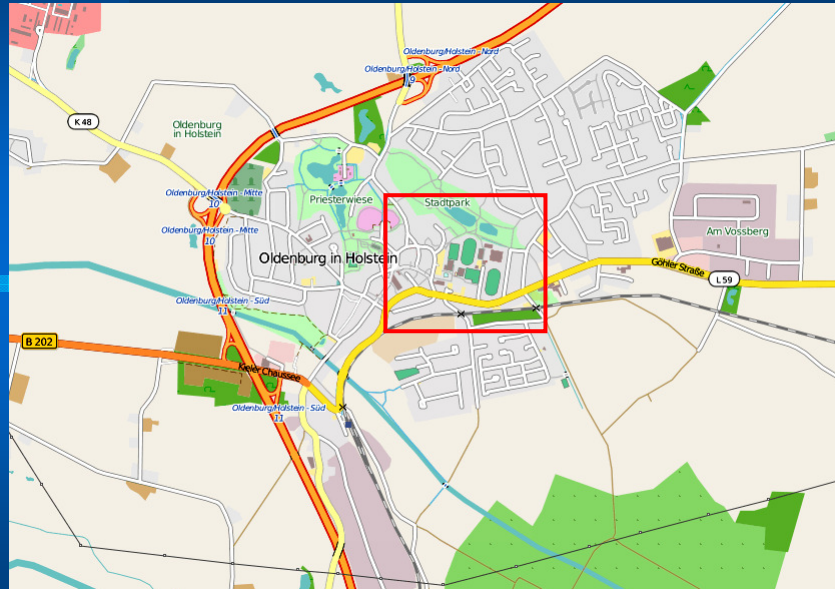 Oldenburg/Holstein - Nord
Oldenburg/Holstein - Nord
9
K 48
Oldenburg
in Holstein
Oldenburg/Holstein - Mitte
10
Priesterwiese
Stadtpark
Oldenburg/Holstein - Mitte
10
Am Vossberg
Oldenburg in Holstein
Göhler Straße
L 59
Oldenburg/Holstein - Süd
11
B 202
Kieler Chaussee
Oldenburg/Holstein - Süd
11